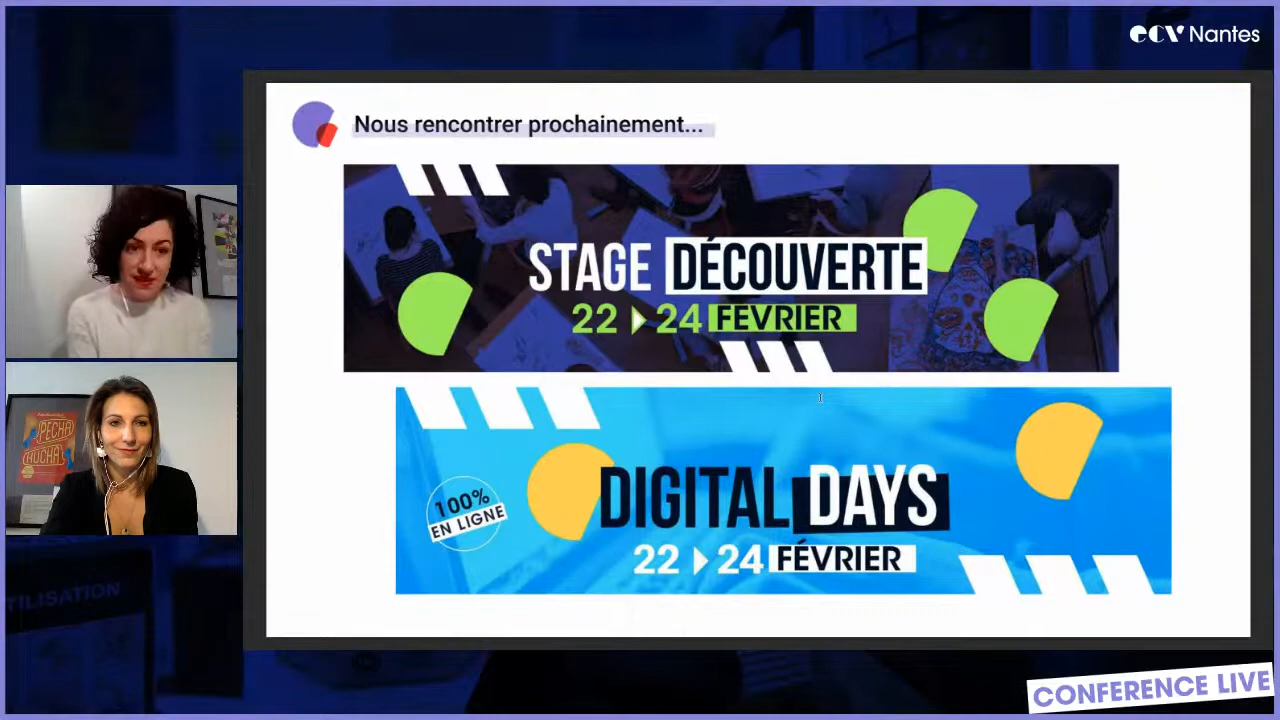 ecv Nantes
Nous rencontrer prochainement...
STAGE DÉCOUVERTE
22 24 FEVRIER
PECHA
KUCHA
100%
EN LIGNE
DIGITAL DAYS
22 24 FÉVRIER
TILISATION
CONFERENCE LIVE